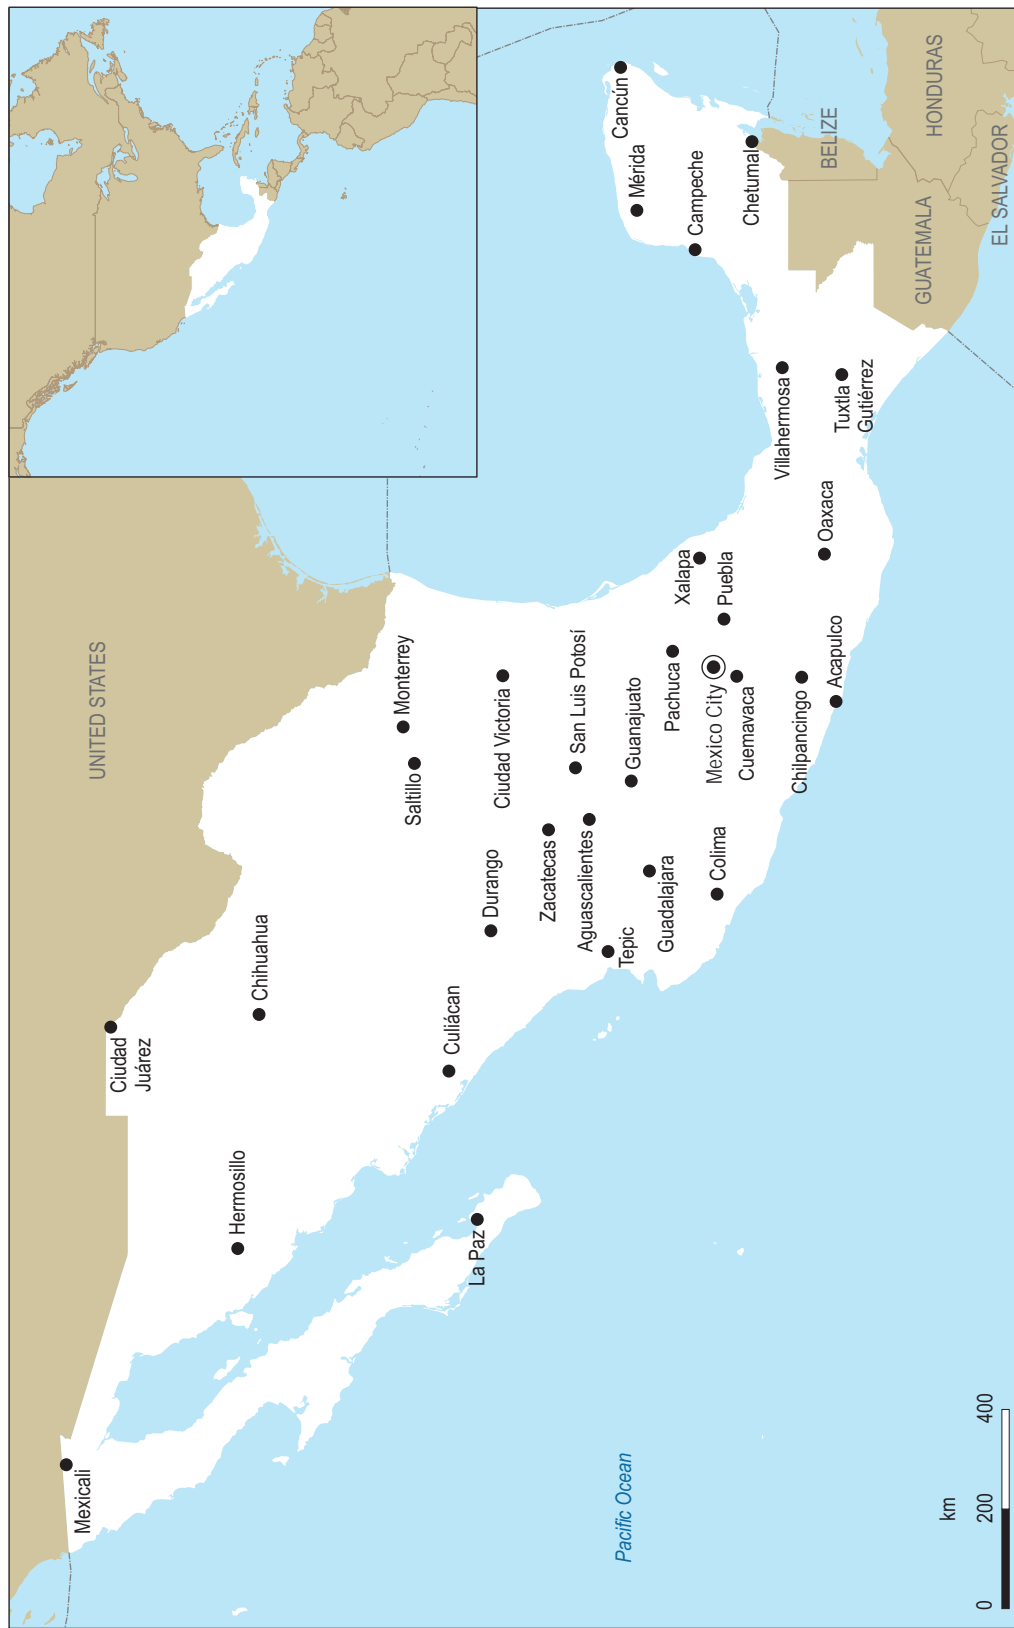 UNITED STATES
Mexicali
Ciudad
Juárez
Hermosillo
Chihuahua
Monterrey
Saltillo
Culiácan
La Paz
Durango
Ciudad Victoria
Zacatecas
San Luis Potosí
Aguascalientes
Tepic
Guanajuato
Guadalajara
Pachuca
Xalapa
Mexico City
Puebla
Colima
Cuernavaca
Chilpancingo
Acapulco
Oaxaca
Villahermosa
Tuxtla
Gutiérrez
Cancún
Mérida
Campeche
Chetumal
BELIZE
HONDURAS
GUATEMALA
EL SALVADOR
Pacific Ocean
km
0 200 400